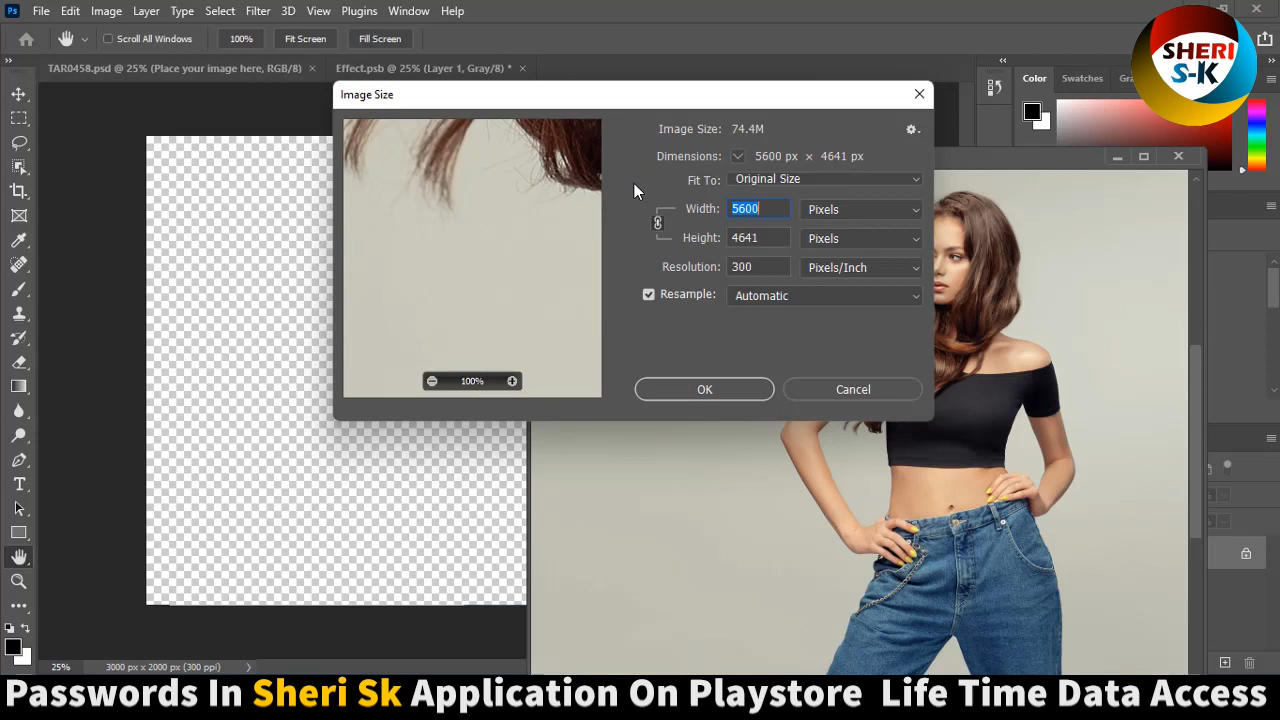 Ps File Edit Image Layer Type Select Filter 3D View Plugins Window Help
Scroll All Windows 100% Fit Screen Fill Screen
SHERI
S-K
TAR0458.psd @ 25% (Place your image here, RGB/8) × Effect.psb @ 25% (Layer 1, Gray/8) * ×
Color Swatches Gra
Image Size
Image Size: 74.4M
Dimensions: 5600 px × 4641 px
Fit To: Original Size
Width: 5600 Pixels
Height: 4641 Pixels
Resolution: 300 Pixels/Inch
Resample: Automatic
100%
OK Cancel
25% 3000 px x 2000 px (300 ppi)
Passwords In Sheri Sk Application On Playstore Life Time Data Access